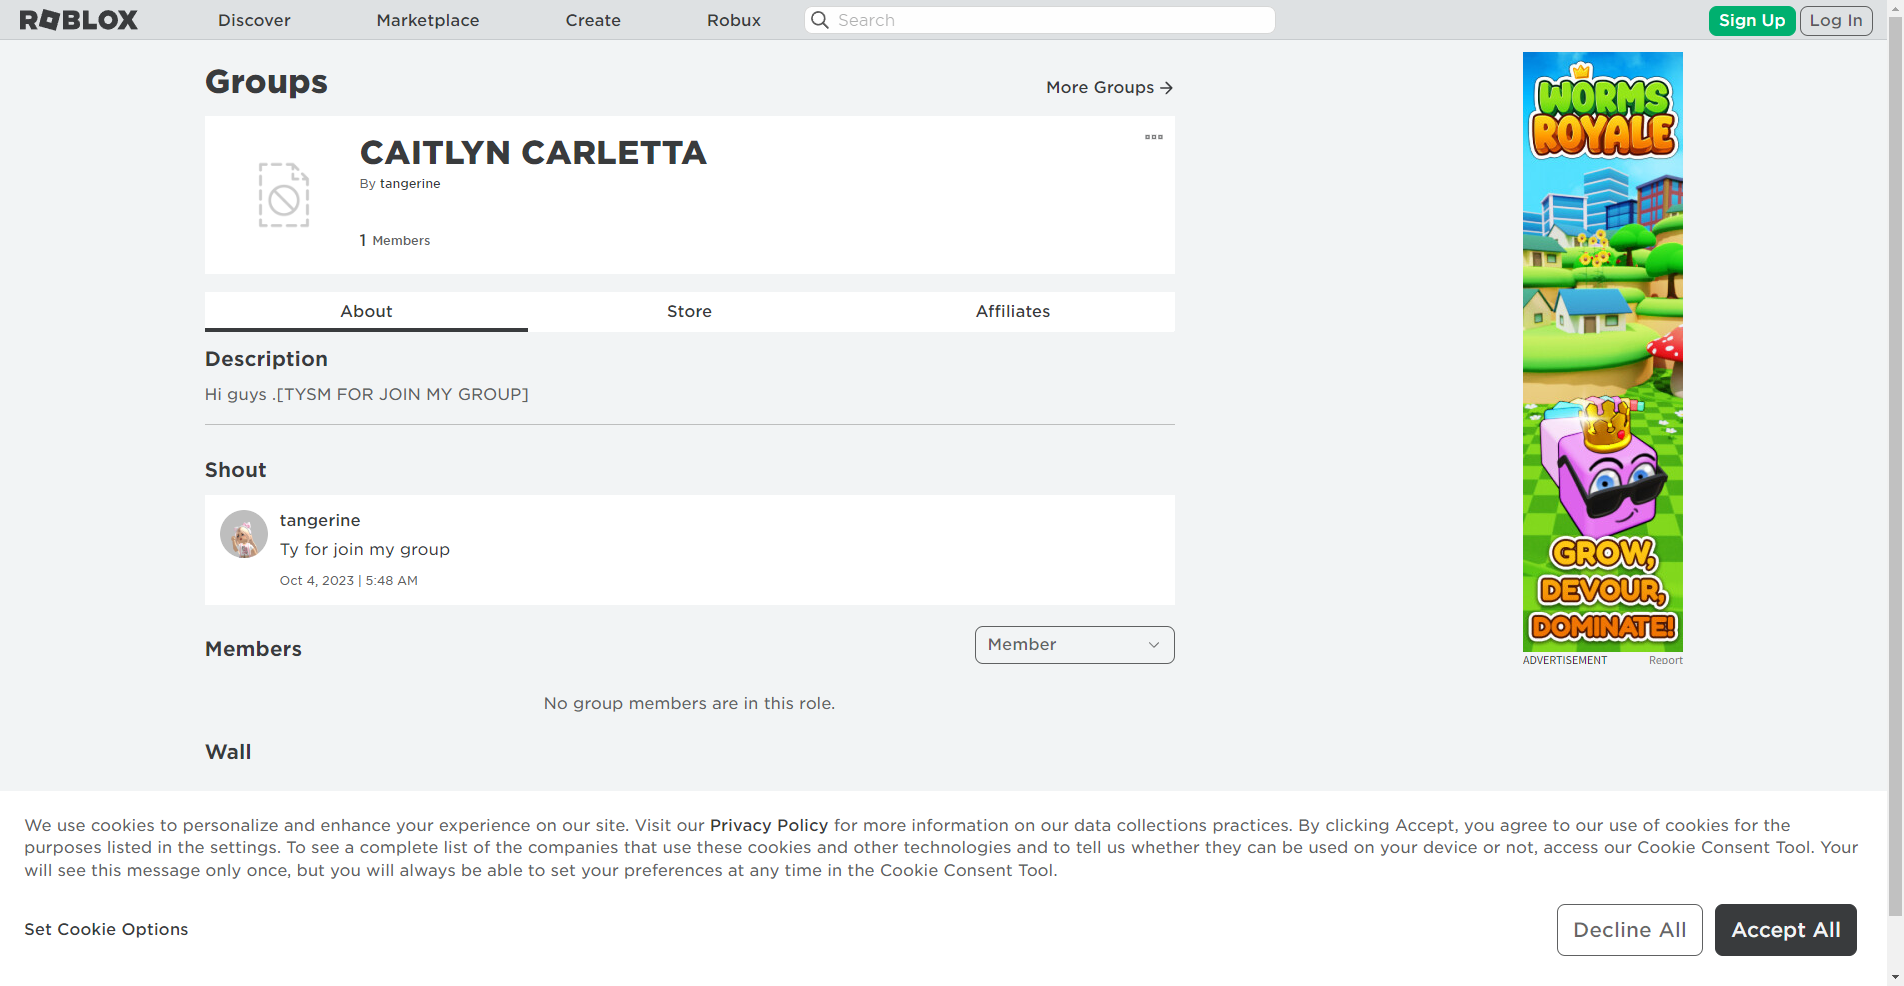 ROBLOX
Discover
Marketplace
Create
Robux
Search
Sign Up
Log In
Groups
More Groups →
CAITLYN CARLETTA
By tangerine
1 Members
About
Store
Affiliates
Description
Hi guys .[TYSM FOR JOIN MY GROUP]
Shout
tangerine
Ty for join my group
Oct 4, 2023 | 5:48 AM
Members
Member
No group members are in this role.
Wall
WORMS
ROYALE
GROW,
DEVOUR,
DOMINATE!
ADVERTISEMENT
Report
We use cookies to personalize and enhance your experience on our site. Visit our Privacy Policy for more information on our data collections practices. By clicking Accept, you agree to our use of cookies for the
purposes listed in the settings. To see a complete list of the companies that use these cookies and other technologies and to tell us whether they can be used on your device or not, access our Cookie Consent Tool. Your
will see this message only once, but you will always be able to set your preferences at any time in the Cookie Consent Tool.
Set Cookie Options
Decline All
Accept All